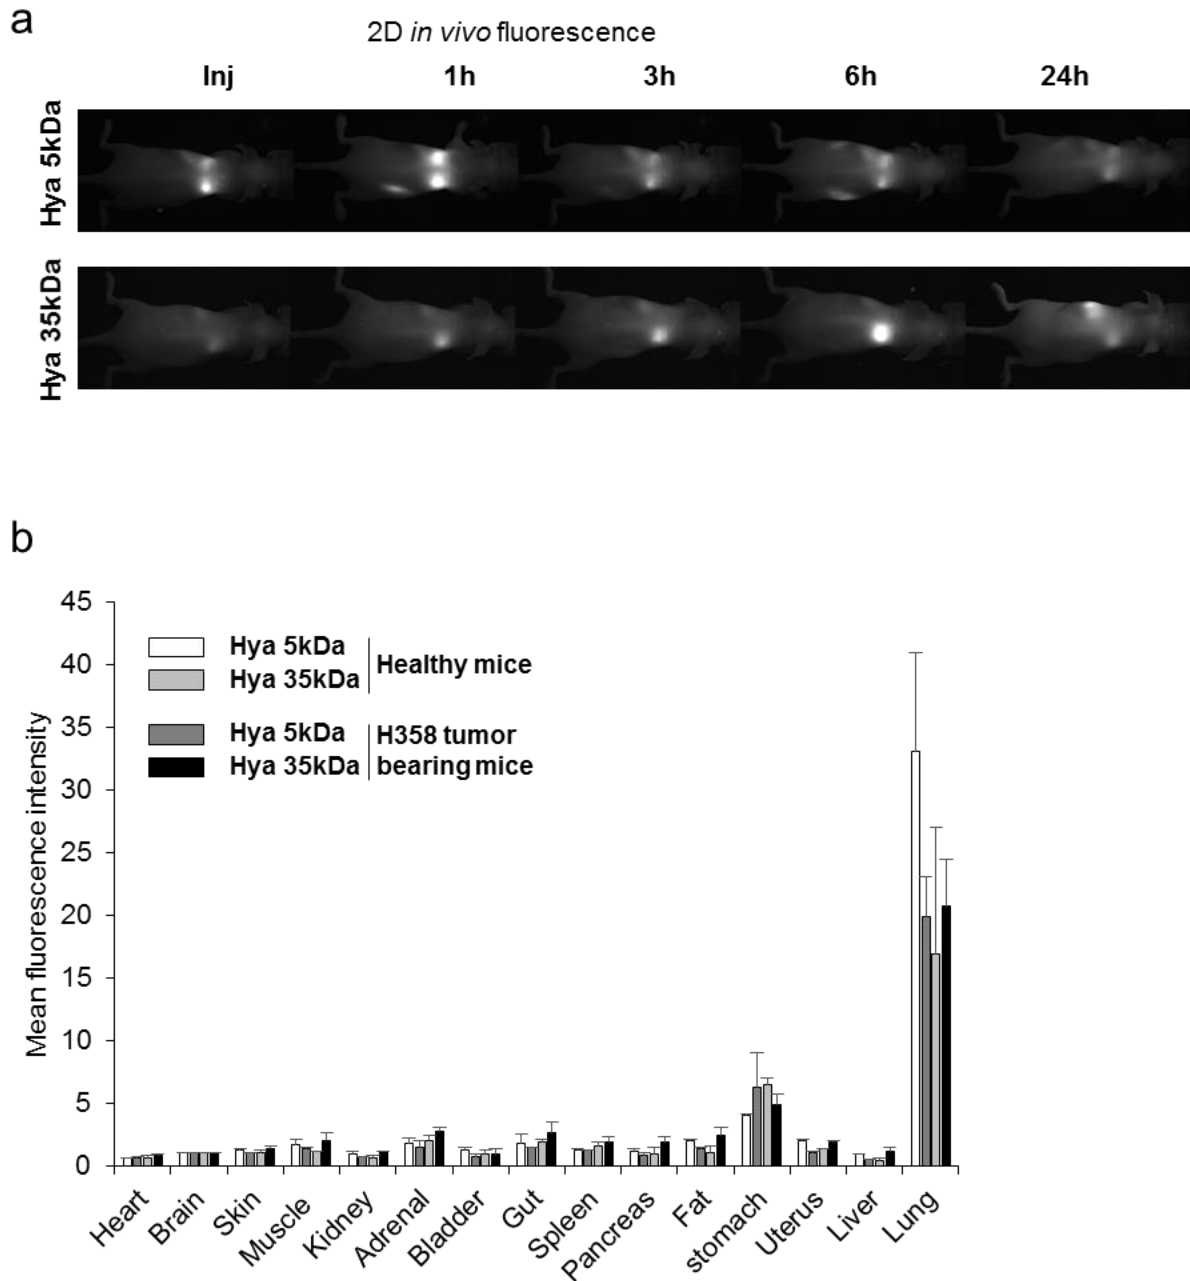 a
2D in vivo fluorescence
Inj 1h 3h 6h 24h
Hya 5kDa
Hya 35kDa
b
Mean fluorescence intensity
45
40
35
30
25
20
15
10
5
0
Hya 5kDa
Hya 35kDa
Healthy mice
Hya 5kDa
Hya 35kDa
H358 tumor
bearing mice
Heart Brain Skin Muscle Kidney Adrenal Bladder Gut Spleen Pancreas Fat stomach Uterus Liver Lung